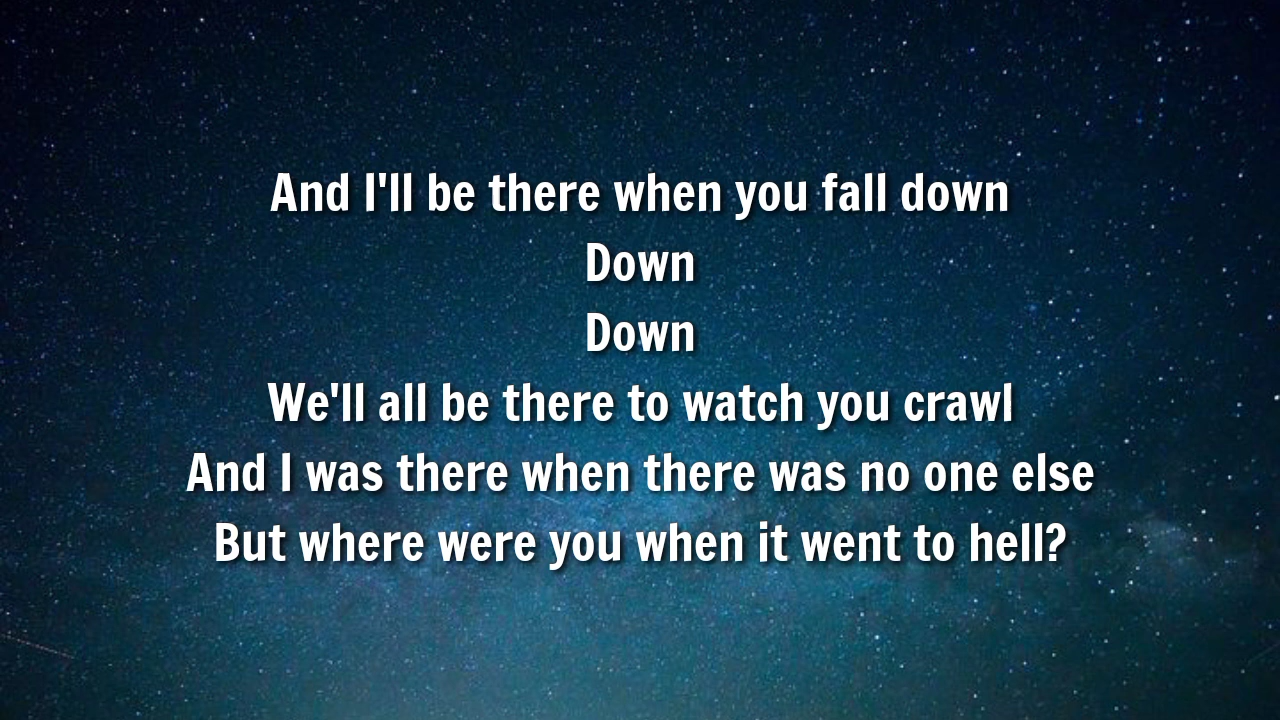 And I'll be there when you fall down
Down
Down
We'll all be there to watch you crawl
And I was there when there was no one else
But where were you when it went to hell?